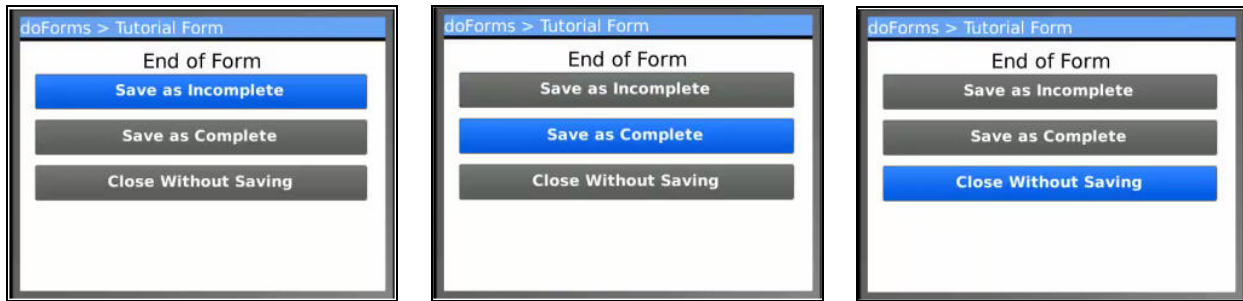 doForms > Tutorial Form
End of Form
Save as Incomplete
Save as Complete
Close Without Saving
doForms > Tutorial Form
End of Form
Save as Incomplete
Save as Complete
Close Without Saving
doForms > Tutorial Form
End of Form
Save as Incomplete
Save as Complete
Close Without Saving